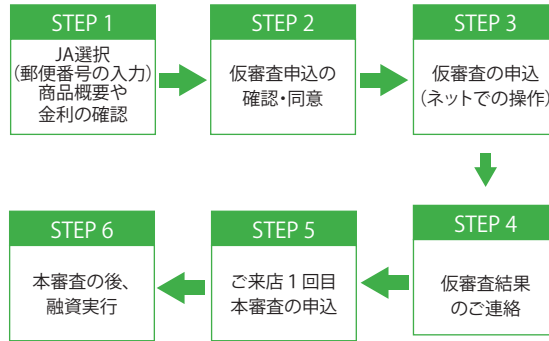 STEP 1
JA選択
(郵便番号の入力)
商品概要や
金利の確認
STEP 2
仮審査申込の
確認・同意
STEP 3
仮審査の申込
(ネットでの操作)
STEP 4
仮審査結果
のご連絡
STEP 5
ご来店1回目
本審査の申込
STEP 6
本審査の後、
融資実行